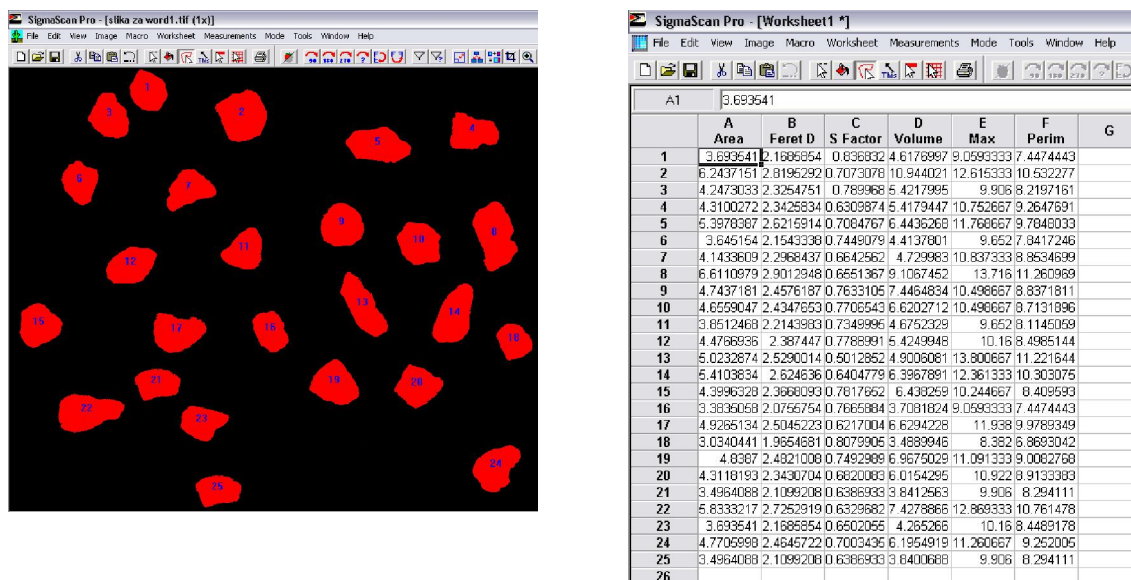 SigmaScan Pro - [slika za word1.tif (1x)]
File Edit View Image Macro Worksheet Measurements Mode Tools Window Help
1
2
3
4
5
6
7
8
9
10
11
12
13
14
15
16
17
18
19
20
21
22
23
24
25
SigmaScan Pro - [Worksheet1 *]
File Edit View Image Macro Worksheet Measurements Mode Tools Window Help
A1 3.693541
A B C D E F G
Area Feret D S Factor Volume Max Perim
1 3.693541 2.1685854 0.836832 4.6176997 9.0593333 7.4474443
2 6.2437151 2.8195292 0.7073078 10.944021 12.615333 10.532277
3 4.2473033 2.3254751 0.789968 5.4217995 9.906 8.2197161
4 4.3100272 2.3425834 0.6309874 5.4179447 10.752667 9.2647691
5 5.3978387 2.6215914 0.7084767 6.4436268 11.768667 9.7848033
6 3.645154 2.1543338 0.7449079 4.4137801 9.652 7.8417246
7 4.1433609 2.2968437 0.6642562 4.729983 10.837333 8.8534699
8 6.6110979 2.9012948 0.6551367 9.1067452 13.716 11.260969
9 4.7437181 2.4576187 0.7633105 7.4464834 10.498667 8.8371811
10 4.6559047 2.4347653 0.7706543 6.6202712 10.498667 8.7131896
11 3.8512468 2.2143983 0.7349995 4.6752329 9.652 8.1145059
12 4.4766936 2.387447 0.7788991 5.4249948 10.16 8.4985144
13 5.0232874 2.5290014 0.5012852 4.9006081 13.800667 11.221644
14 5.4103834 2.624636 0.6404779 6.3967891 12.361333 10.303075
15 4.3996328 2.3668093 0.7817652 6.438259 10.244667 8.409593
16 3.3835058 2.0755754 0.7665884 3.7081824 9.0593333 7.4474443
17 4.9265134 2.5045223 0.6217004 6.6294228 11.938 9.9789349
18 3.0340441 1.9654681 0.8079905 3.4889946 8.382 6.8693042
19 4.8387 2.4821008 0.7492989 6.9675029 11.091333 9.0082768
20 4.3118193 2.3430704 0.6820083 6.0154295 10.922 8.9133383
21 3.4964088 2.1099208 0.6386933 3.8412563 9.906 8.294111
22 5.8333217 2.7252919 0.6329682 7.4278866 12.869333 10.761478
23 3.693541 2.1685854 0.6502055 4.265266 10.16 8.4489178
24 4.7705998 2.4645722 0.7003435 6.1954919 11.260667 9.252005
25 3.4964088 2.1099208 0.6386933 3.8400688 9.906 8.294111
26